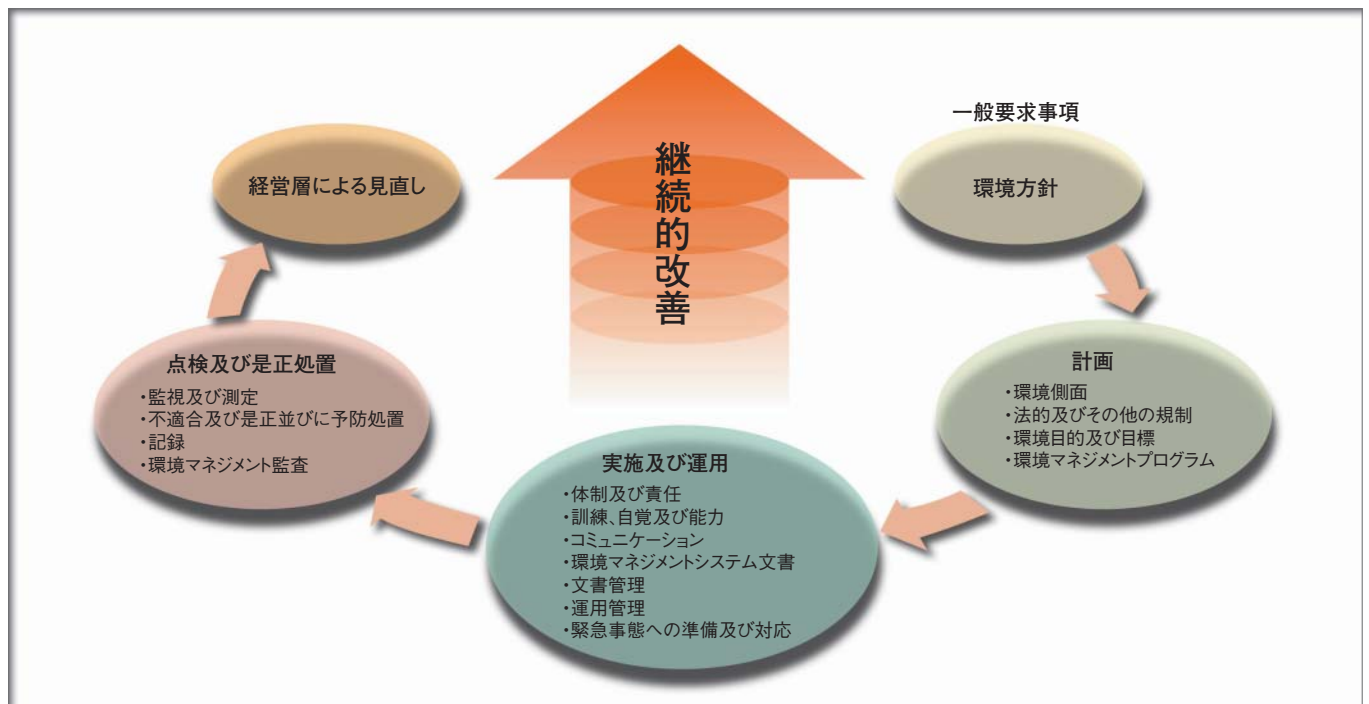 一般要求事項
環境方針
計画
・環境側面
・法的及びその他の規制
・環境目的及び目標
・環境マネジメントプログラム
実施及び運用
・体制及び責任
・訓練、自覚及び能力
・コミュニケーション
・環境マネジメントシステム文書
・文書管理
・運用管理
・緊急事態への準備及び対応
点検及び是正処置
・監視及び測定
・不適合及び是正並びに予防処置
・記録
・環境マネジメント監査
経営層による見直し
継続的改善